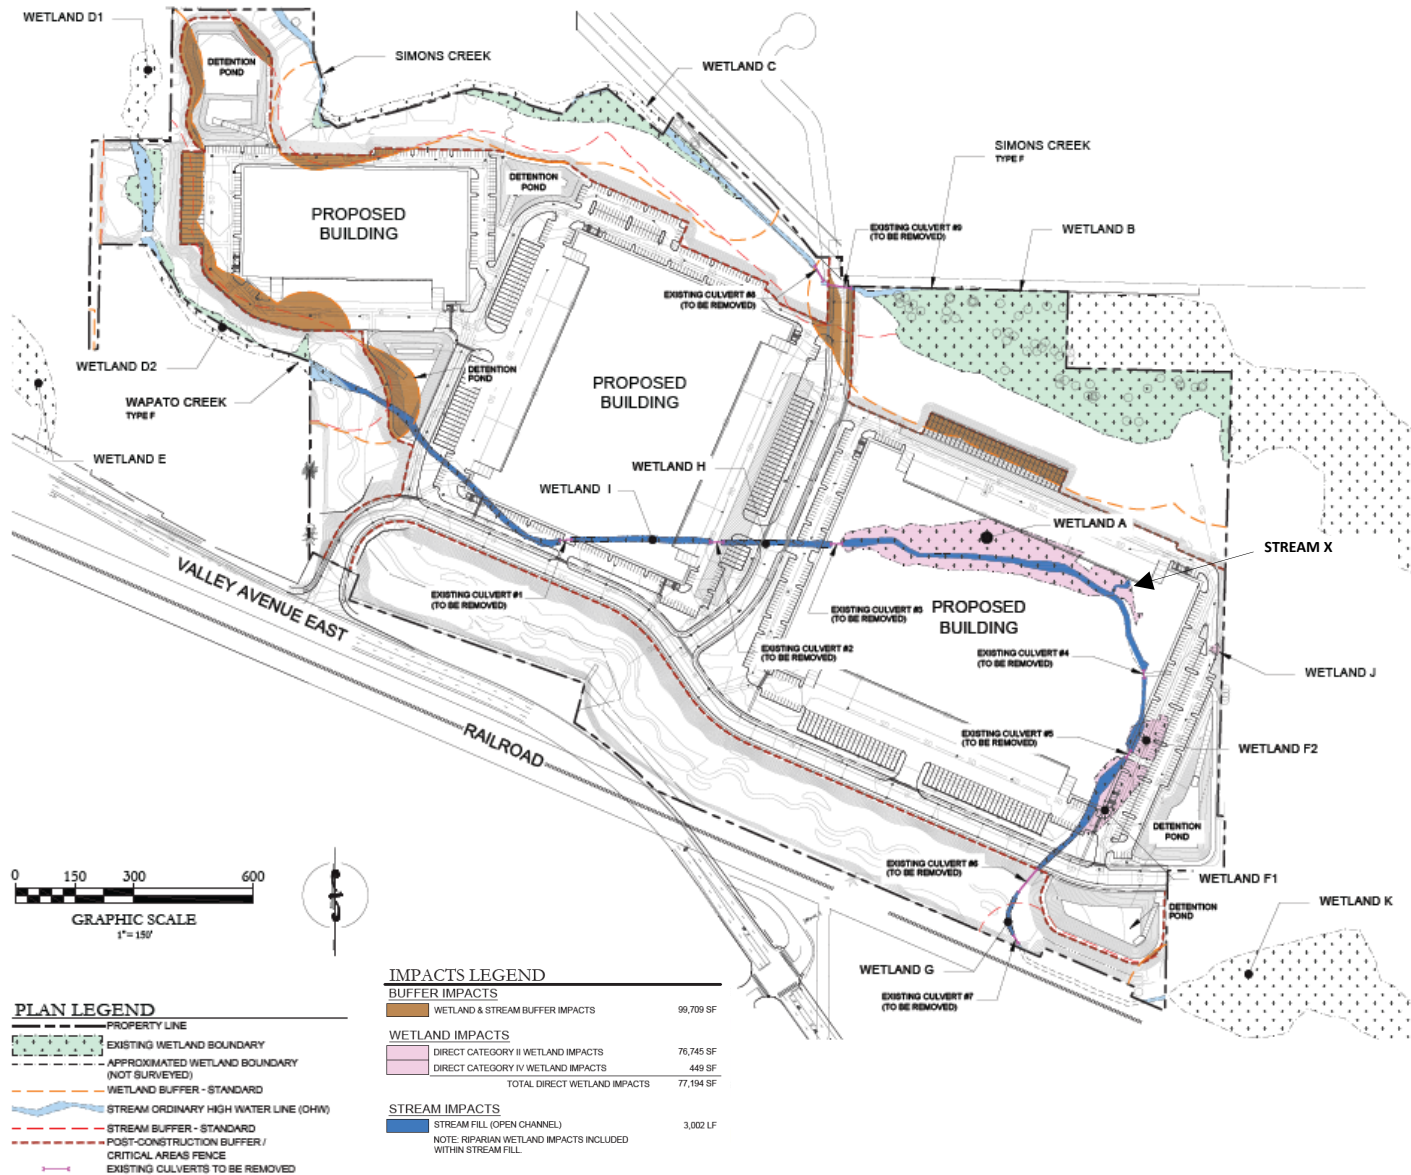 WETLAND D1
SIMONS CREEK
WETLAND C
DETENTION
POND
SIMONS CREEK
TYPE F
DETENTION
POND
PROPOSED
BUILDING
EXISTING CULVERT #9
(TO BE REMOVED)
WETLAND B
EXISTING CULVERT #8
(TO BE REMOVED)
WETLAND D2
DETENTION
POND
PROPOSED
BUILDING
WAPATO CREEK
TYPE F
WETLAND E
WETLAND H
WETLAND I
WETLAND A
STREAM X
VALLEY AVENUE EAST
EXISTING CULVERT #1
(TO BE REMOVED)
EXISTING CULVERT #3
(TO BE REMOVED)
PROPOSED
BUILDING
EXISTING CULVERT #2
(TO BE REMOVED)
EXISTING CULVERT #4
(TO BE REMOVED)
WETLAND J
RAILROAD
EXISTING CULVERT #5
(TO BE REMOVED)
WETLAND F2
DETENTION
POND
EXISTING CULVERT #6
(TO BE REMOVED)
WETLAND F1
DETENTION
POND
WETLAND K
WETLAND G
EXISTING CULVERT #7
(TO BE REMOVED)
0 150 300 600
GRAPHIC SCALE
1"= 150'
PLAN LEGEND
PROPERTY LINE
EXISTING WETLAND BOUNDARY
APPROXIMATED WETLAND BOUNDARY
(NOT SURVEYED)
WETLAND BUFFER - STANDARD
STREAM ORDINARY HIGH WATER LINE (OHW)
STREAM BUFFER - STANDARD
POST-CONSTRUCTION BUFFER /
CRITICAL AREAS FENCE
EXISTING CULVERTS TO BE REMOVED
IMPACTS LEGEND
BUFFER IMPACTS
WETLAND & STREAM BUFFER IMPACTS 99,709 SF
WETLAND IMPACTS
DIRECT CATEGORY II WETLAND IMPACTS 76,745 SF
DIRECT CATEGORY IV WETLAND IMPACTS 449 SF
TOTAL DIRECT WETLAND IMPACTS 77,194 SF
STREAM IMPACTS
STREAM FILL (OPEN CHANNEL) 3,002 LF
NOTE: RIPARIAN WETLAND IMPACTS INCLUDED
WITHIN STREAM FILL.